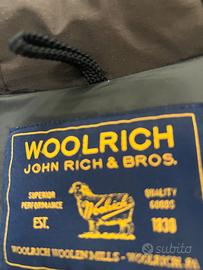 WOOLRICH
JOHN RICH & BROS.
SUPERIOR PERFORMANCE
QUALITY GOODS
Woolrich
EST.
1830
WOOLRICH WOOLEN MILLS - WOOLRICH, PA
subito